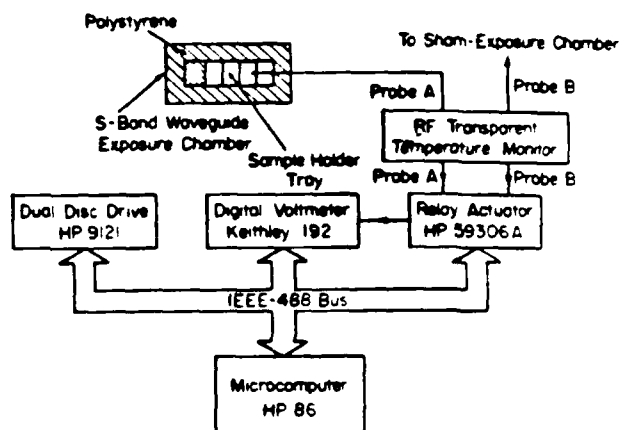 Polystyrene
To Sham-Exposure Chamber
Probe A
Probe B
S-Band Waveguide
Exposure Chamber
RF Transparent
Temperature Monitor
Sample Holder
Tray
Probe A
Probe B
Dual Disc Drive
HP 9121
Digital Voltmeter
Keithley 192
Relay Actuator
HP 59306A
IEEE-488 Bus
Microcomputer
HP 86